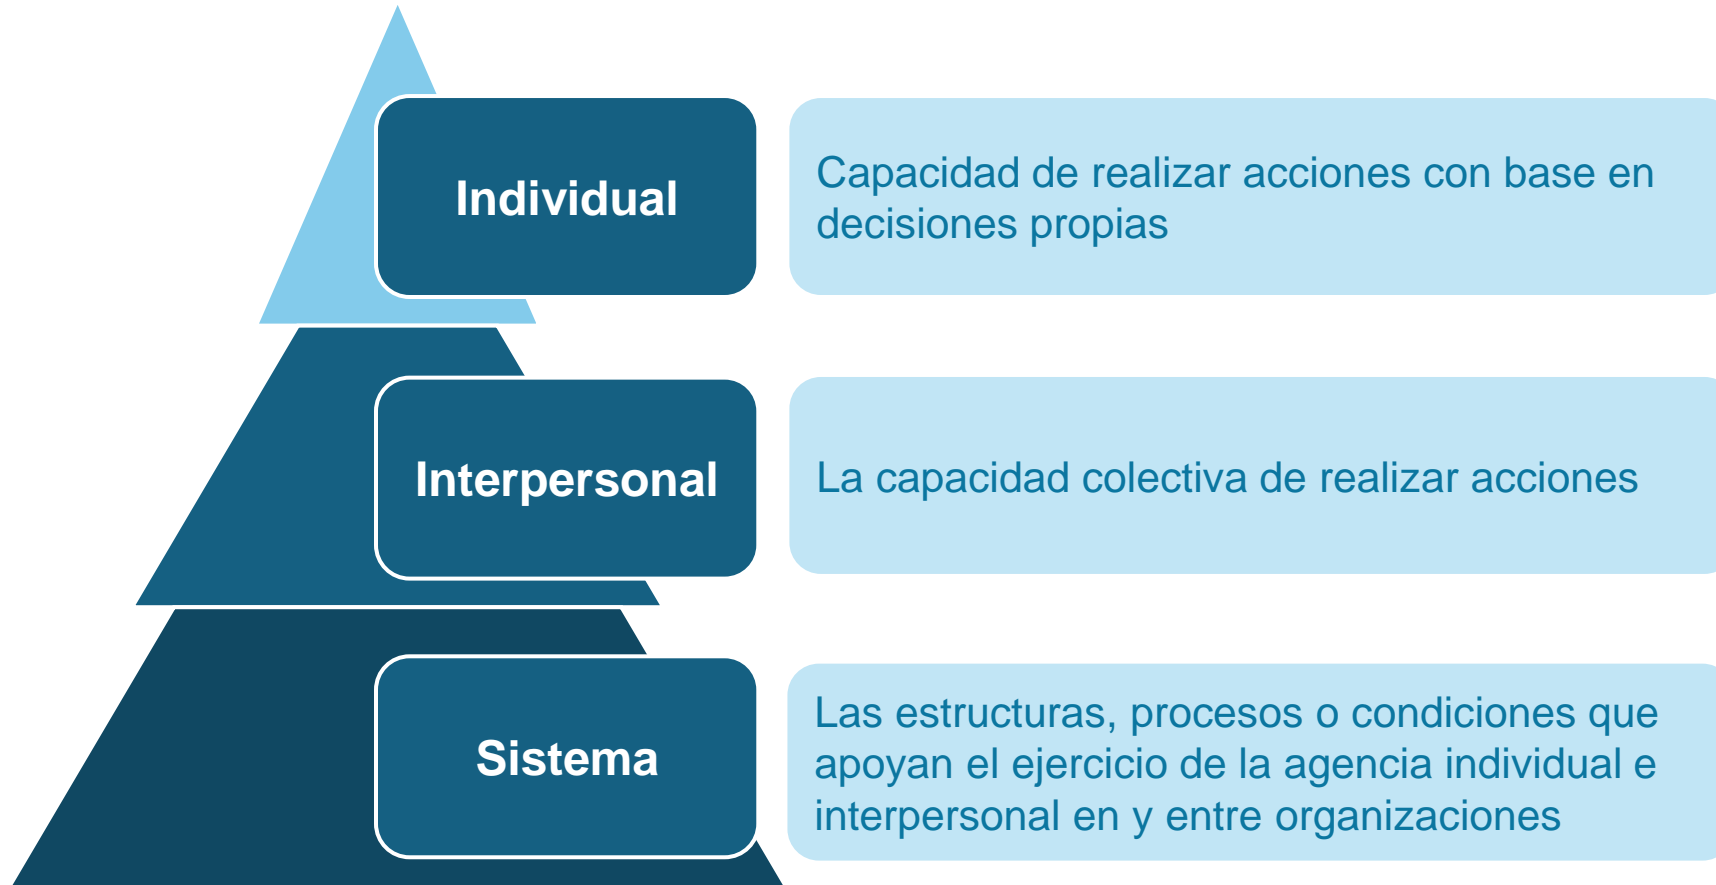 Individual
Capacidad de realizar acciones con base en
decisiones propias
Interpersonal
La capacidad colectiva de realizar acciones
Sistema
Las estructuras, procesos o condiciones que
apoyan el ejercicio de la agencia individual e
interpersonal en y entre organizaciones